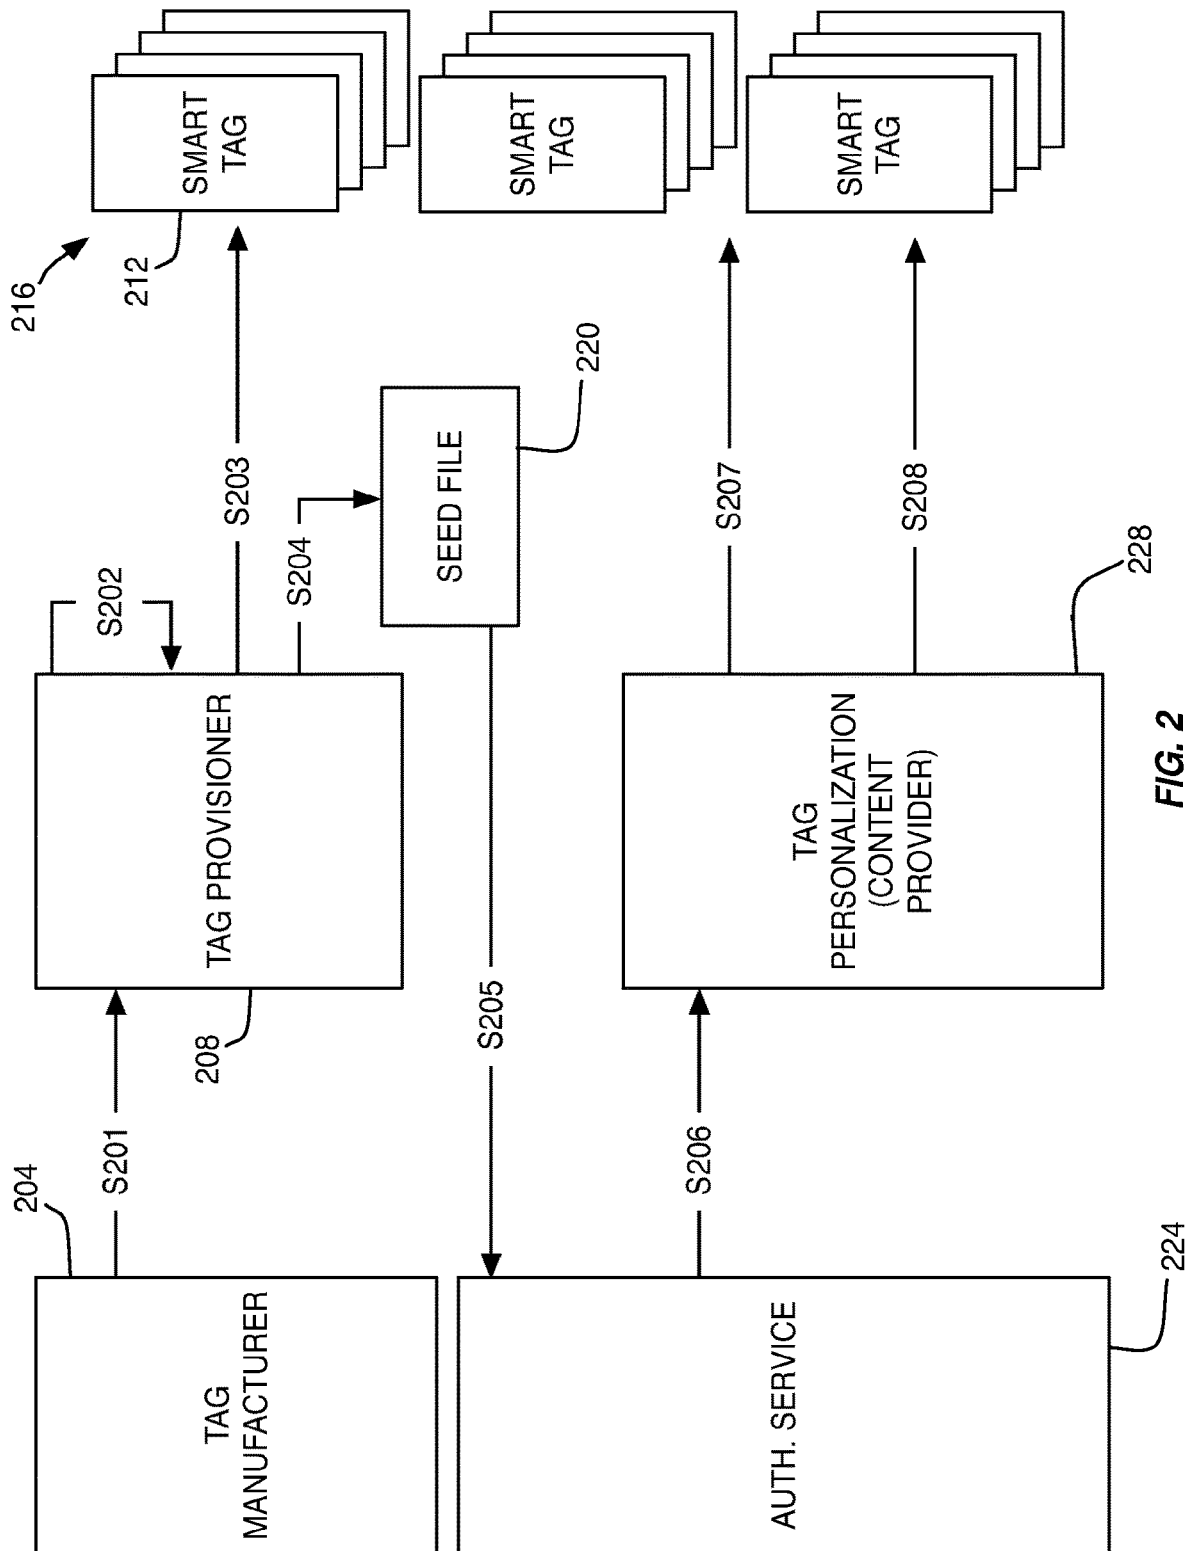 204
TAG
MANUFACTURER
S201
208
TAG PROVISIONER
S202
S203
S204
216
212
SMART
TAG
SEED FILE
220
S205
SMART
TAG
AUTH. SERVICE
224
S206
TAG
PERSONALIZATION
(CONTENT
PROVIDER)
228
S207
S208
SMART
TAG
FIG. 2